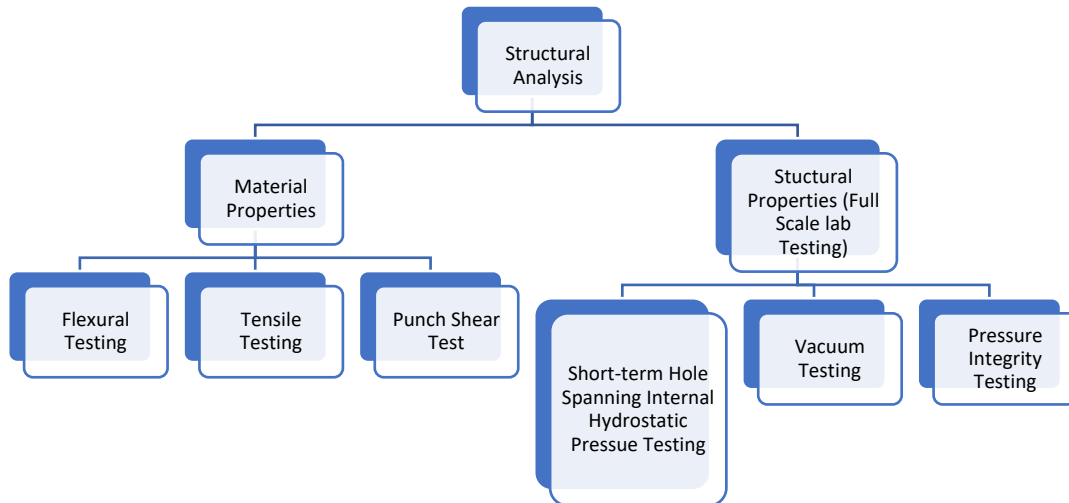 Structural
Analysis
Material
Properties
Stuctural
Properties (Full
Scale lab
Testing)
Flexural
Testing
Tensile
Testing
Punch Shear
Test
Short-term Hole
Spanning Internal
Hydrostatic
Pressue Testing
Vacuum
Testing
Pressure
Integrity
Testing